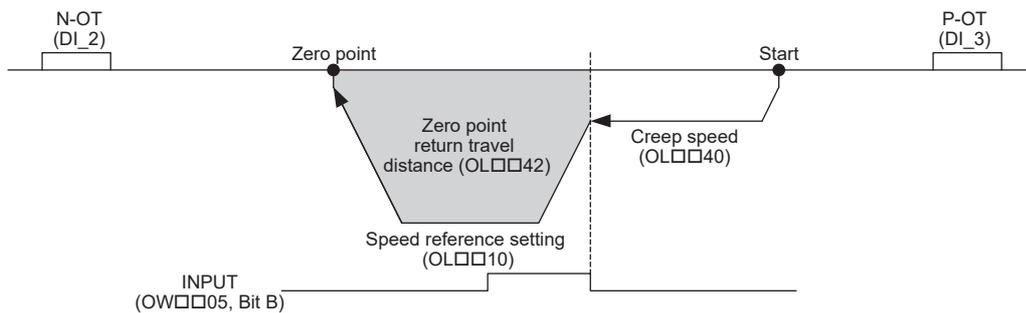 N-OT
(DI_2)
P-OT
(DI_3)
Zero point
Start
Zero point
return travel
distance (OL□□42)
Creep speed
(OL□□40)
Speed reference setting
(OL□□10)
INPUT
(OW□□05, Bit B)